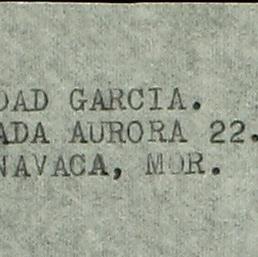 DAD GARCIA.
ADA AURORA 22.
NAVACA, MOR.